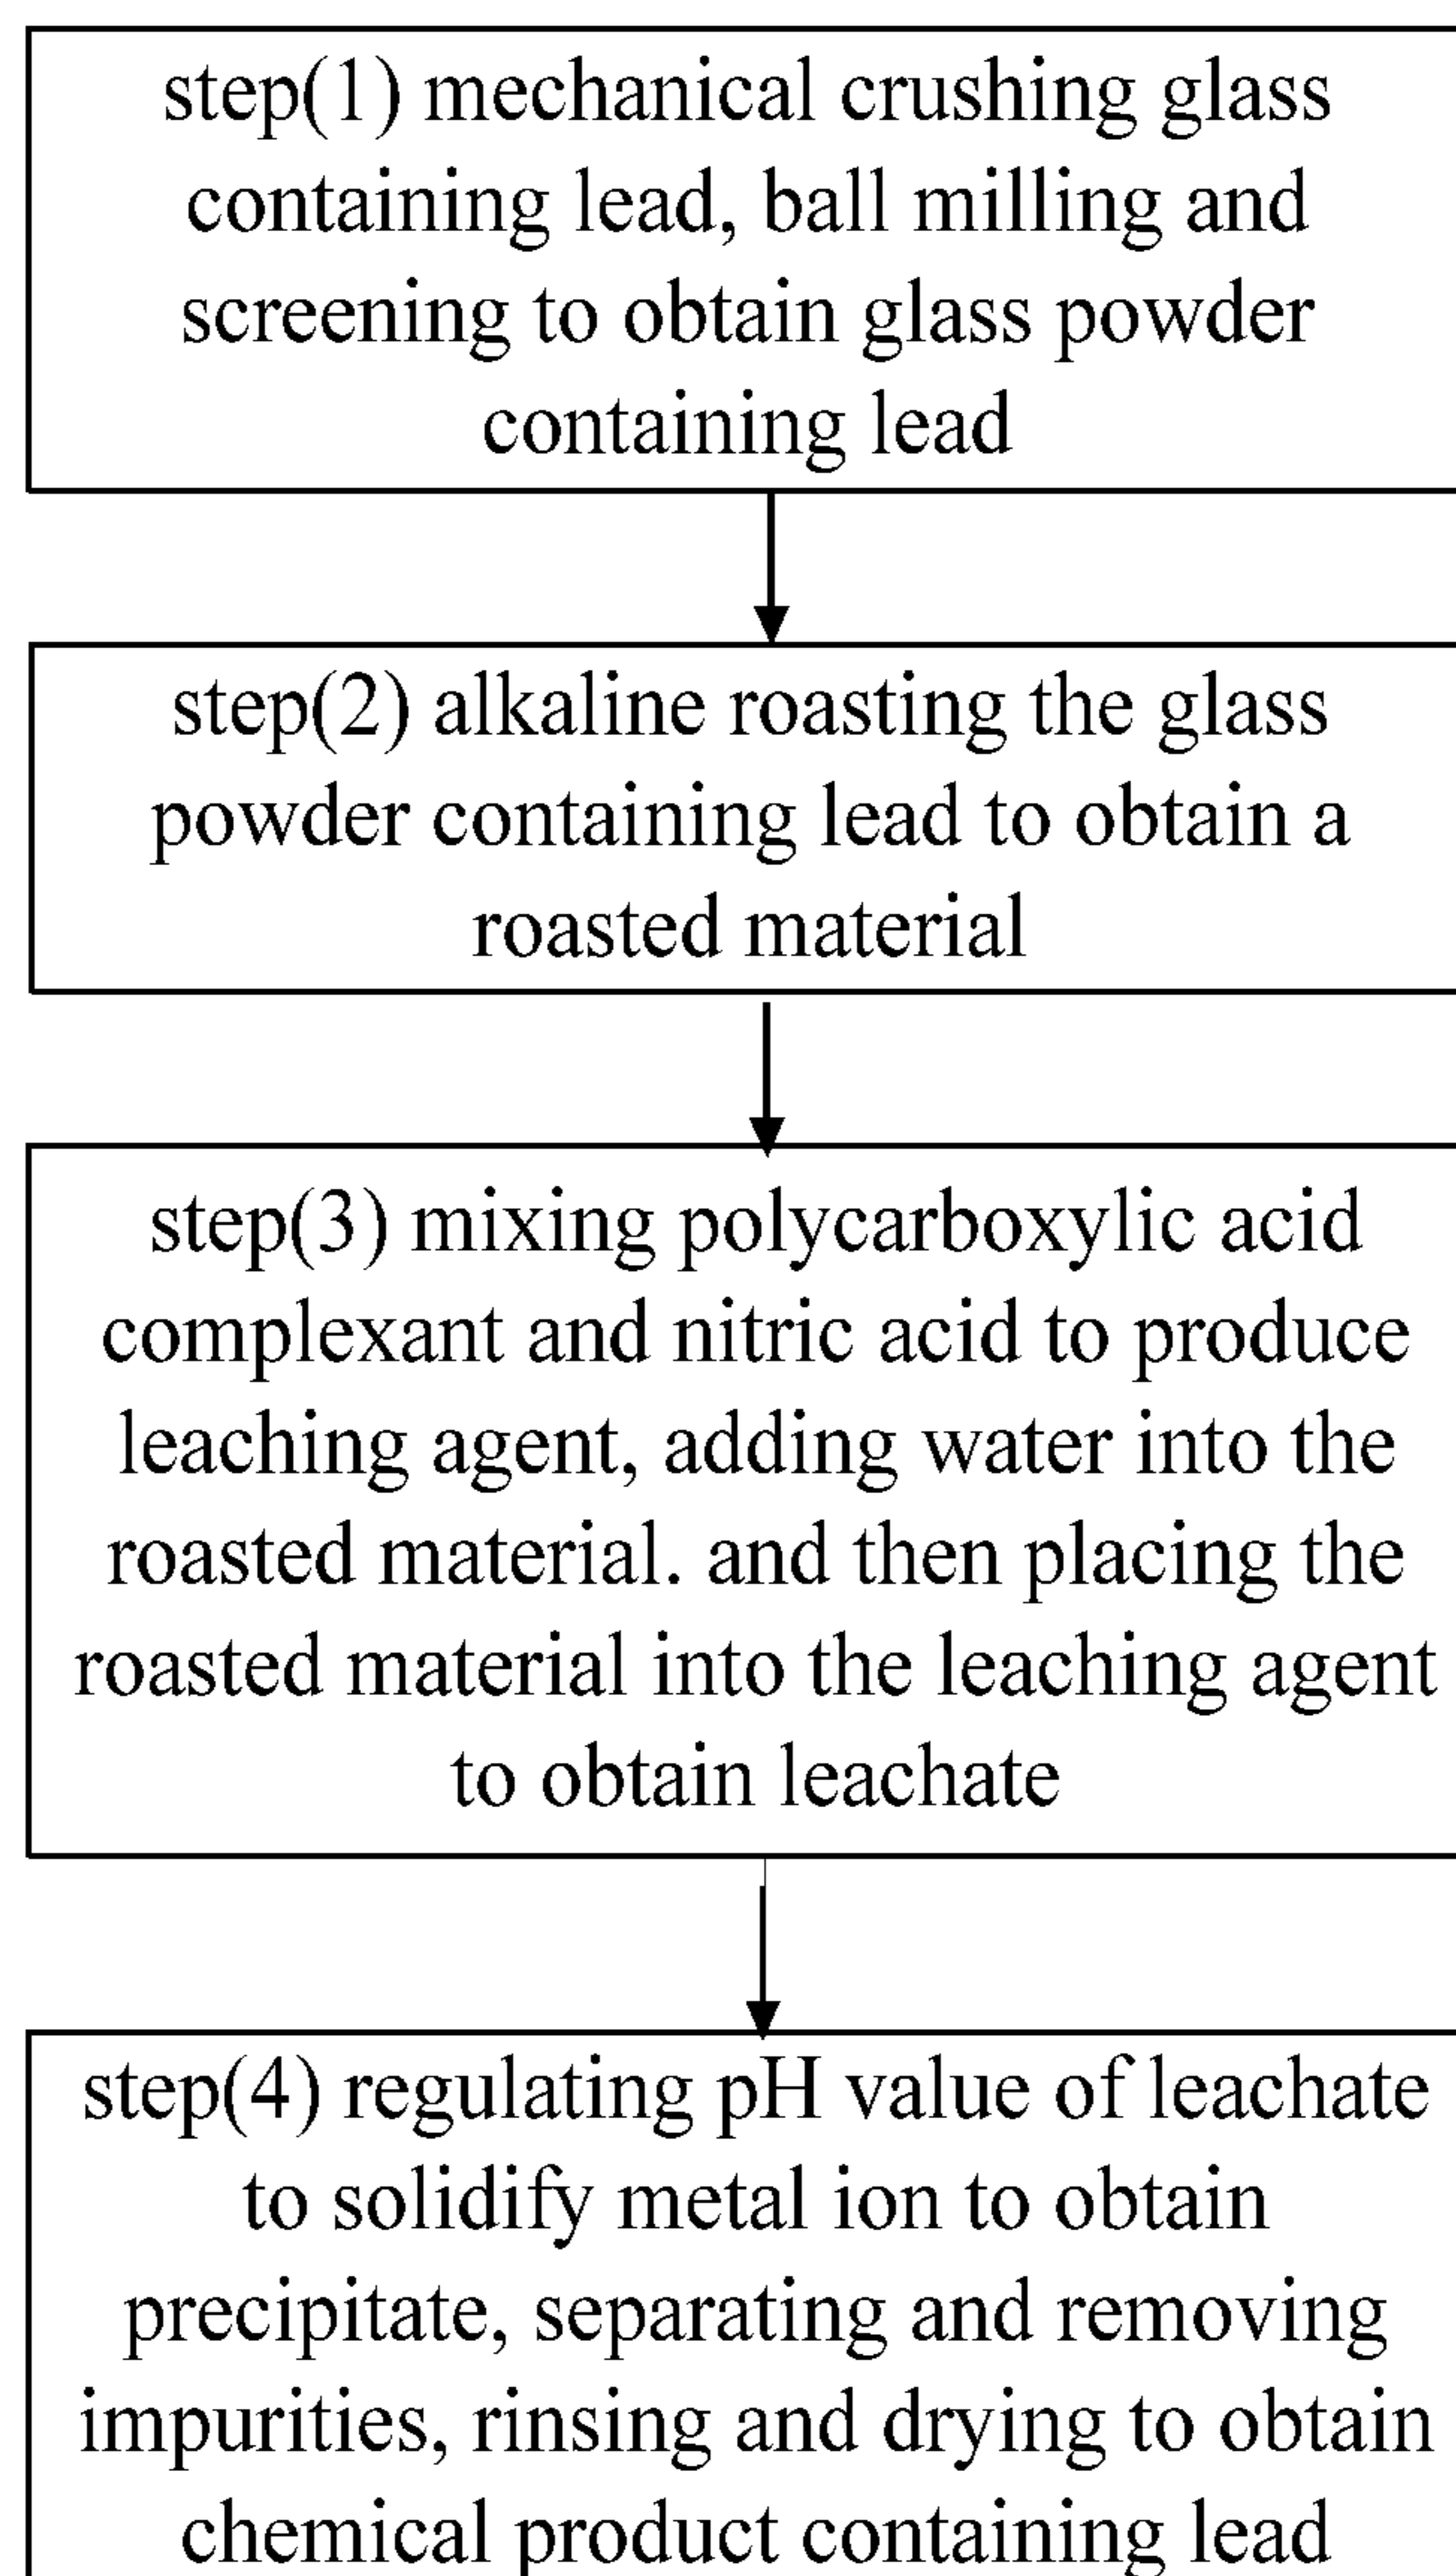 step(1) mechanical crushing glass
containing lead, ball milling and
screening to obtain glass powder
containing lead
step(2) alkaline roasting the glass
powder containing lead to obtain a
roasted material
step(3) mixing polycarboxylic acid
complexant and nitric acid to produce
leaching agent, adding water into the
roasted material. and then placing the
roasted material into the leaching agent
to obtain leachate
step(4) regulating pH value of leachate
to solidify metal ion to obtain
precipitate, separating and removing
impurities, rinsing and drying to obtain
chemical product containing lead